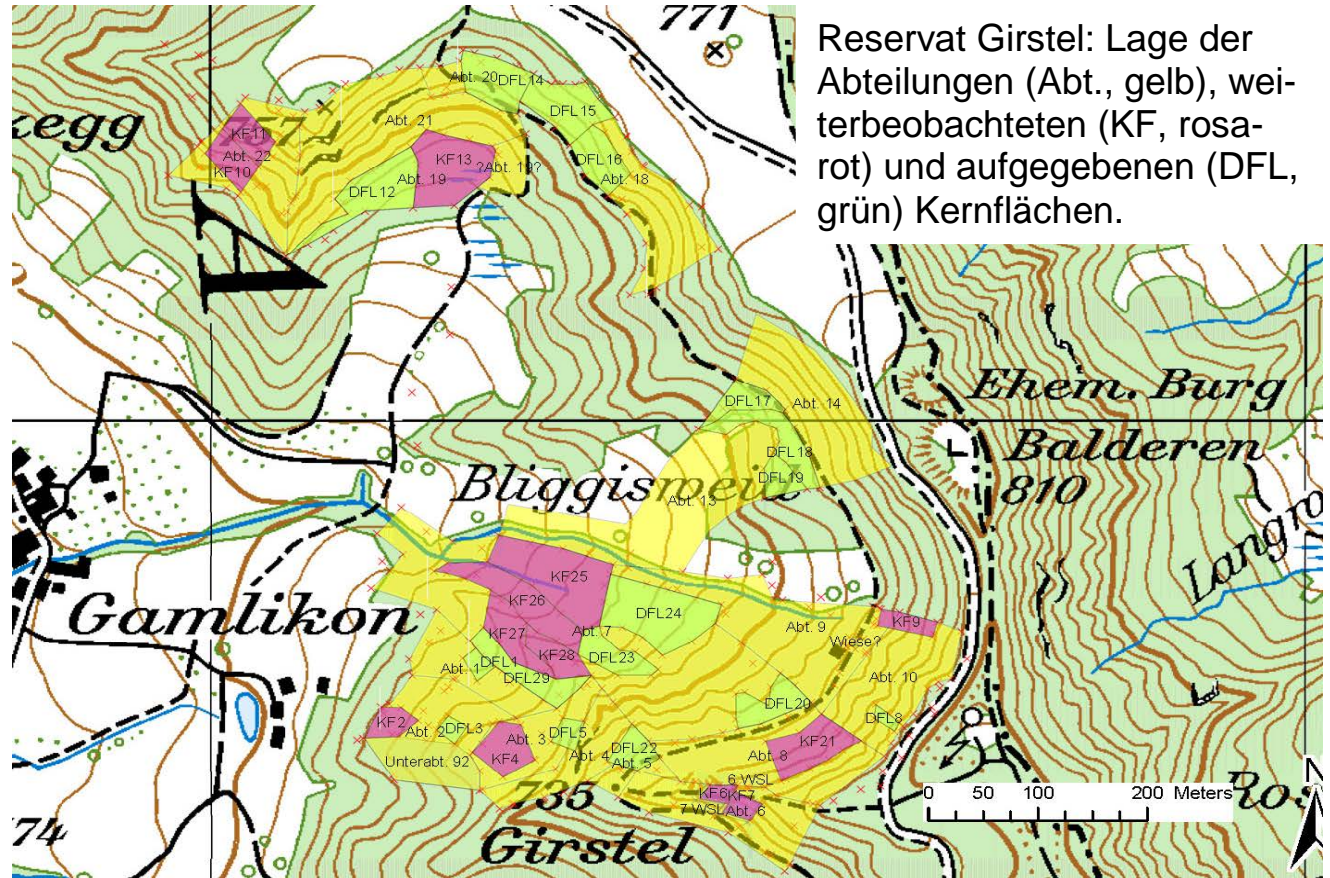 771
Reservat Girstel: Lage der
Abteilungen (Abt., gelb), wei-
terbeobachteten (KF, rosa-
rot) und aufgegebenen (DFL,
grün) Kernflächen.
Abt. 20
DFL14
DFL15
Abt. 21
kegg
757
KF11
Abt. 22
KF10
KF13
DFL16
Abt. 18
DFL12
Abt. 19
Ehem. Burg
Balderen
810
DFL17
Abt. 14
DFL18
DFL19
Abt. 13
Langro
Gamlikon
KF25
KF26
DFL24
KF27
Abt. 7
KF28
DFL23
Abt. 9
KF9
Wiese?
Abt. 10
Abt. 1
DFL1
DFL29
DFL20
DFL8
KF2
Abt. 2
DFL3
Abt. 3
DFL5
KF4
Abt. 4
DFL22
Abt. 5
KF21
Abt. 8
Unterabt. 92
6 WSL
KF6
KF7
7 WSL
Abt. 6
735
Girstel
74
0 50 100 200 Meters
Ros
N